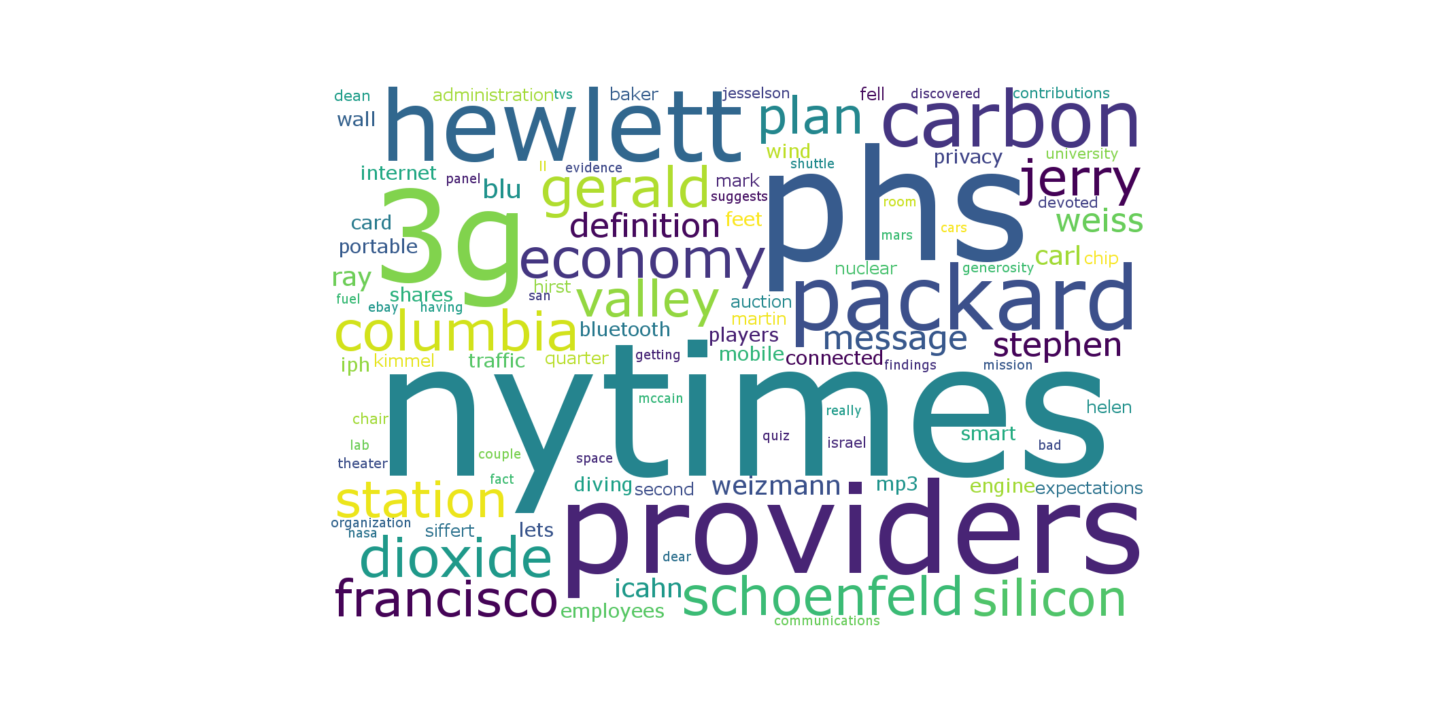 dean administration tvs baker jesselson fell discovered contributions
wall hewlett plan carbon
internet panel ll evidence wind shuttle privacy university
blu gerald mark suggests phs room jerry devoted
3g card definition feet mars cars weiss
portable economy nuclear generosity carl chip
ray shares hirst san valley auction packard
fuel ebay having martin
columbia bluetooth players message stephen
iph kimmel traffic quarter getting mobile connected findings mission
nytimes mccain really helen
chair quiz israel smart bad
lab theater couple space
station fact diving second weizmann mp3 engine expectations
organization nasa siffert lets providers
dioxide dear
francisco employees icahn schoenfeld silicon
communications